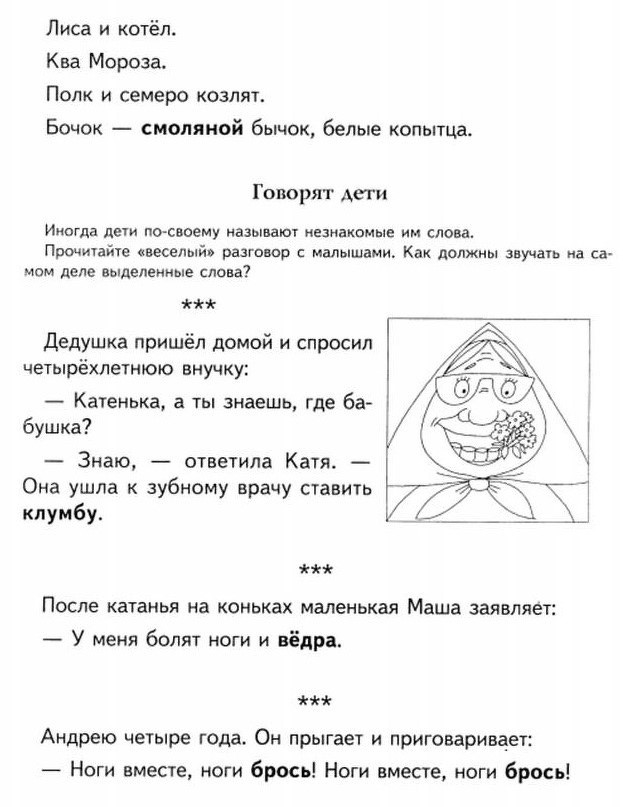 Лиса и котёл.
Ква Мороза.
Полк и семеро козлят.
Бочок — смоляной бычок, белые копытца.
Говорят дети
Иногда дети по-своему называют незнакомые им слова.
Прочитайте «веселый» разговор с малышами. Как должны звучать на са-
мом деле выделенные слова?
***
Дедушка пришёл домой и спросил
четырёхлетнюю внучку:
— Катенька, а ты знаешь, где ба-
бушка?
— Знаю, — ответила Катя. —
Она ушла к зубному врачу ставить
клумбу.
***
После катанья на коньках маленькая Маша заявляет:
— У меня болят ноги и вёдра.
***
Андрею четыре года. Он прыгает и приговаривает:
— Ноги вместе, ноги брось! Ноги вместе, ноги брось!